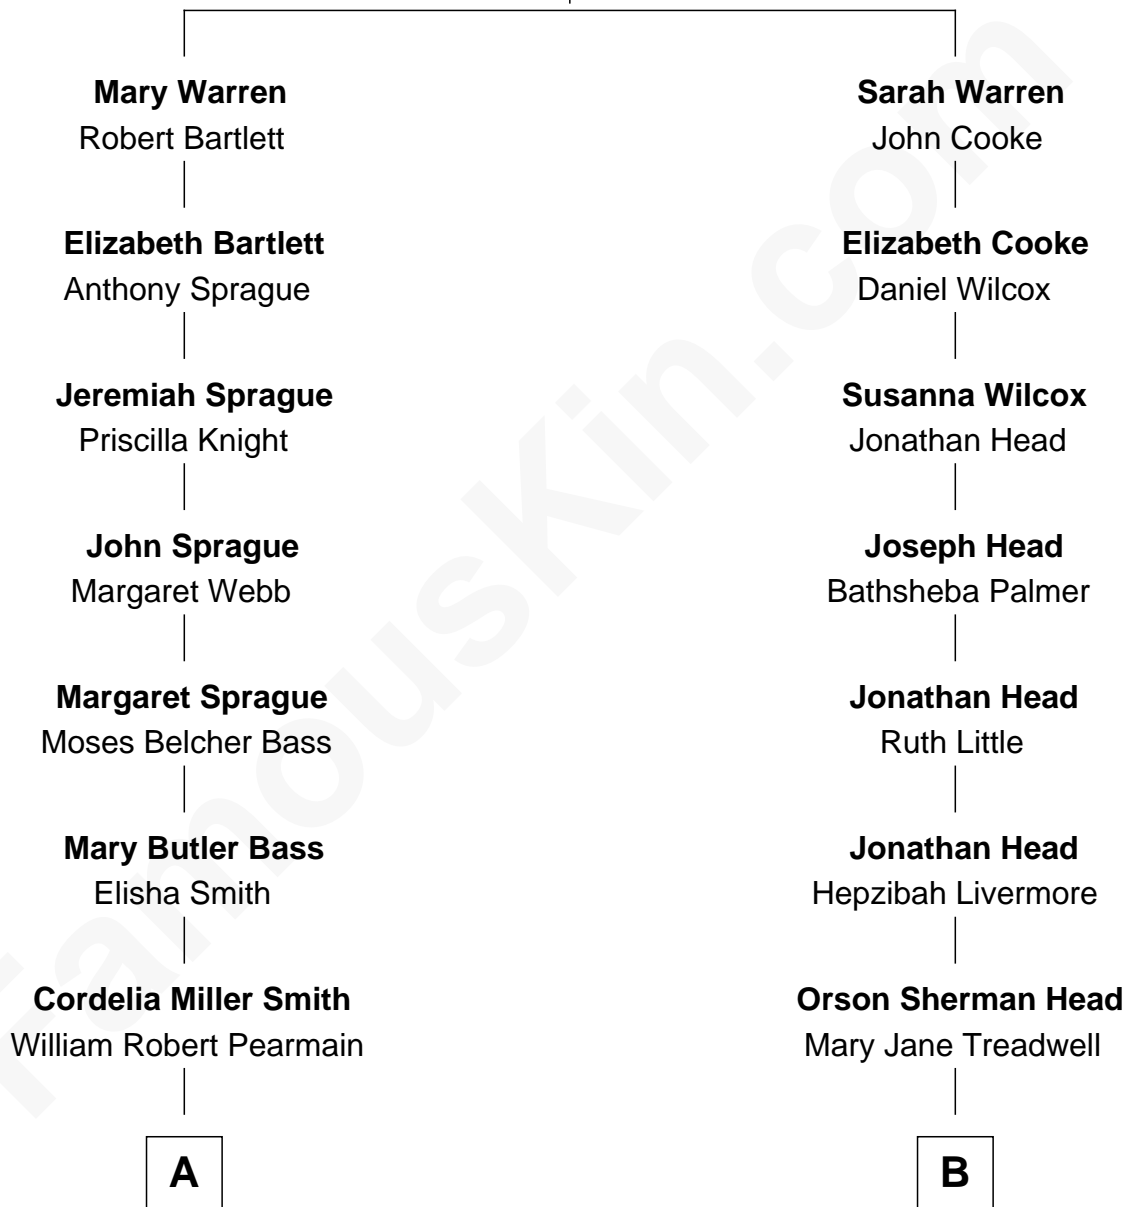 Mary Warren
Robert Bartlett
Elizabeth Bartlett
Anthony Sprague
Jeremiah Sprague
Priscilla Knight
John Sprague
Margaret Webb
Margaret Sprague
Moses Belcher Bass
Mary Butler Bass
Elisha Smith
Cordelia Miller Smith
William Robert Pearmain
A
Sarah Warren
John Cooke
Elizabeth Cooke
Daniel Wilcox
Susanna Wilcox
Jonathan Head
Joseph Head
Bathsheba Palmer
Jonathan Head
Ruth Little
Jonathan Head
Hepzibah Livermore
Orson Sherman Head
Mary Jane Treadwell
B
FamousKin.com